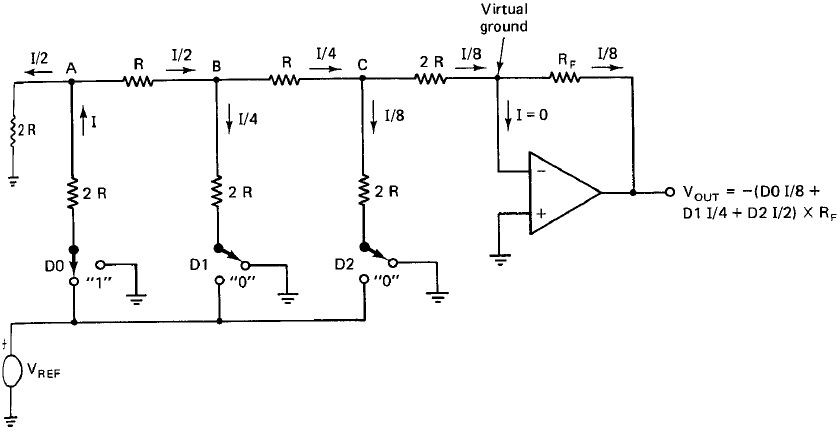 Virtual
ground
I/2
A
R
I/2
B
R
I/4
C
2 R
I/8
R_F
I/8
2 R
I
I/4
I/8
I = 0
2 R
2 R
2 R
−
+
V_OUT = −(D0 I/8 +
D1 I/4 + D2 I/2) × R_F
D0
"1"
D1
"0"
D2
"0"
+
V_REF